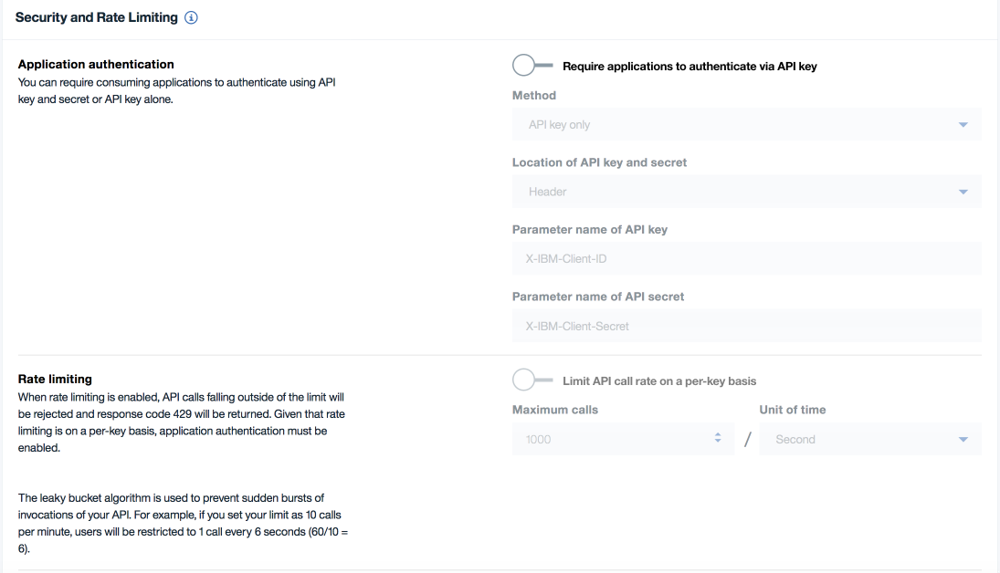 Security and Rate Limiting
Application authentication
You can require consuming applications to authenticate using API
key and secret or API key alone.
Require applications to authenticate via API key
Method
API key only
Location of API key and secret
Header
Parameter name of API key
X-IBM-Client-ID
Parameter name of API secret
X-IBM-Client-Secret
Rate limiting
When rate limiting is enabled, API calls falling outside of the limit will
be rejected and response code 429 will be returned. Given that rate
limiting is on a per-key basis, application authentication must be
enabled.
The leaky bucket algorithm is used to prevent sudden bursts of
invocations of your API. For example, if you set your limit as 10 calls
per minute, users will be restricted to 1 call every 6 seconds (60/10 =
6).
Limit API call rate on a per-key basis
Maximum calls
Unit of time
1000 / Second